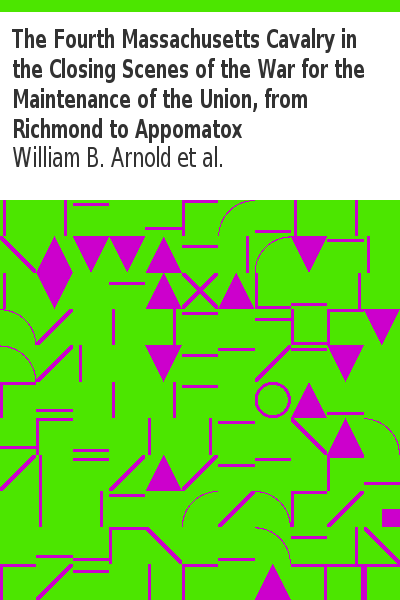 The Fourth Massachusetts Cavalry in
the Closing Scenes of the War for the
Maintenance of the Union, from
Richmond to Appomatox
William B. Arnold et al.